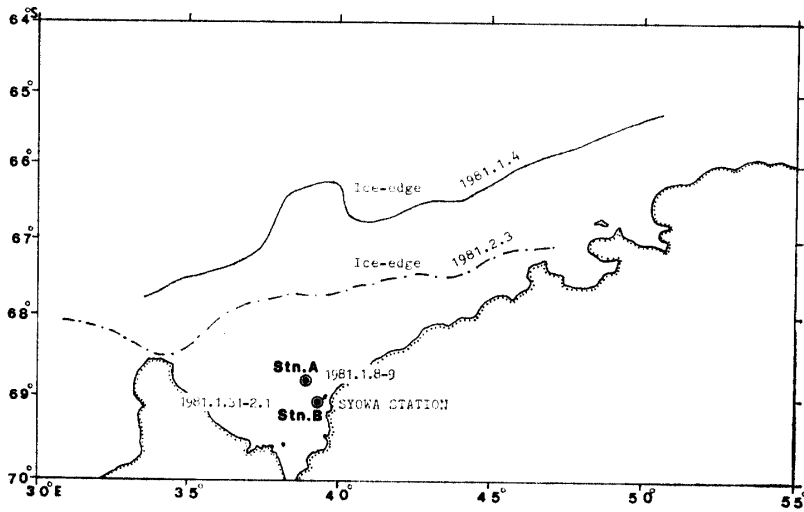 64°S
65°
66°
67°
68°
69°
70°
30°E
35°
40°
45°
50°
55°
Ice-edge 1981.1.4
Ice-edge 1981.2.3
Stn.A 1981.1.8-9
1981.1.31-2.1 Stn.B SYOWA STATION